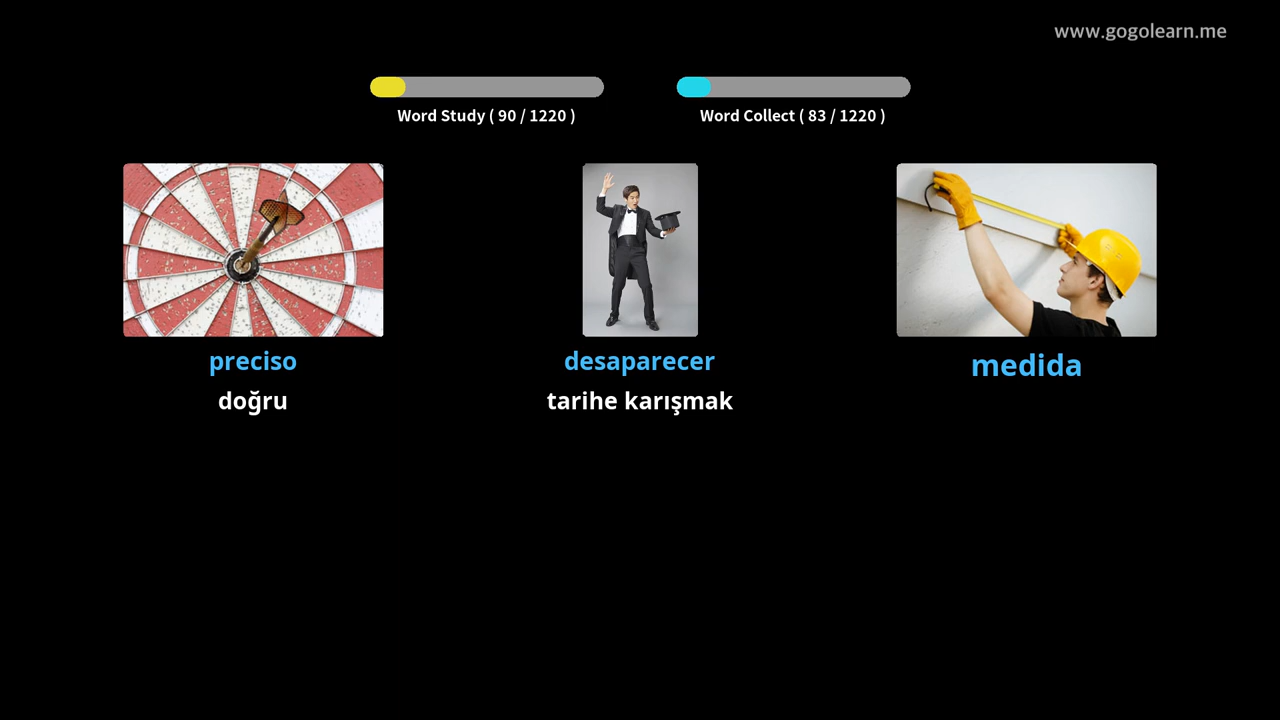 www.gogolearn.me
Word Study ( 90 / 1220 )
Word Collect ( 83 / 1220 )
preciso
doğru
desaparecer
tarihe karışmak
medida